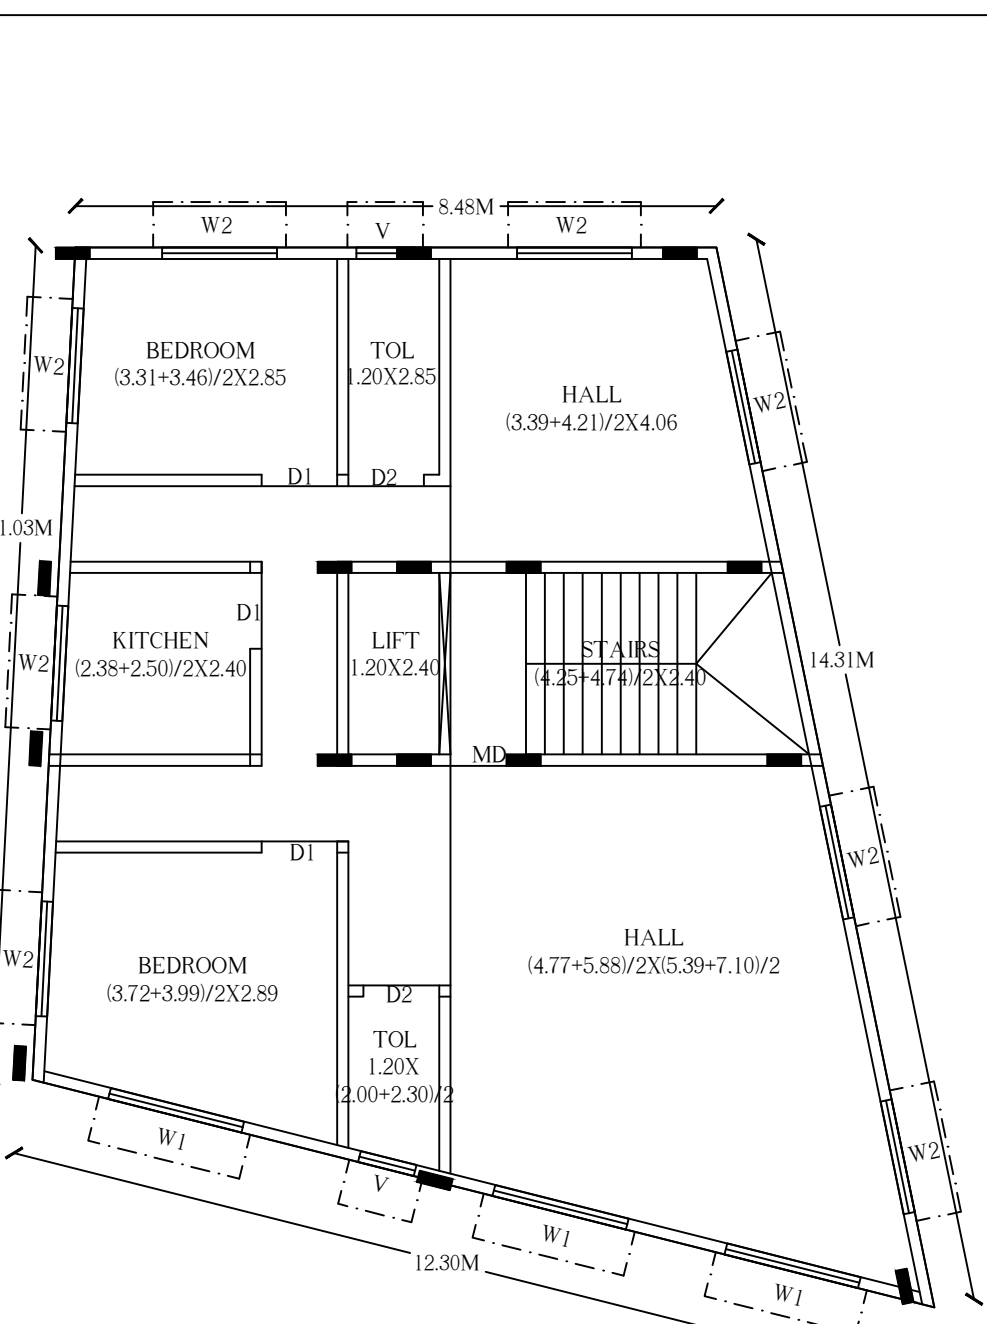 8.48M
W2
V
W2
BEDROOM
(3.31+3.46)/2X2.85
TOL
1.20X2.85
HALL
(3.39+4.21)/2X4.06
W2
W2
D1
D2
1.03M
KITCHEN
(2.38+2.50)/2X2.40
D1
W2
LIFT
1.20X2.40
STAIRS
(4.25+4.74)/2X2.40
14.31M
MD
D1
W2
HALL
(4.77+5.88)/2X(5.39+7.10)/2
BEDROOM
(3.72+3.99)/2X2.89
W2
D2
TOL
1.20X
(2.00+2.30)/2
W1
V
W2
W1
12.30M
W1